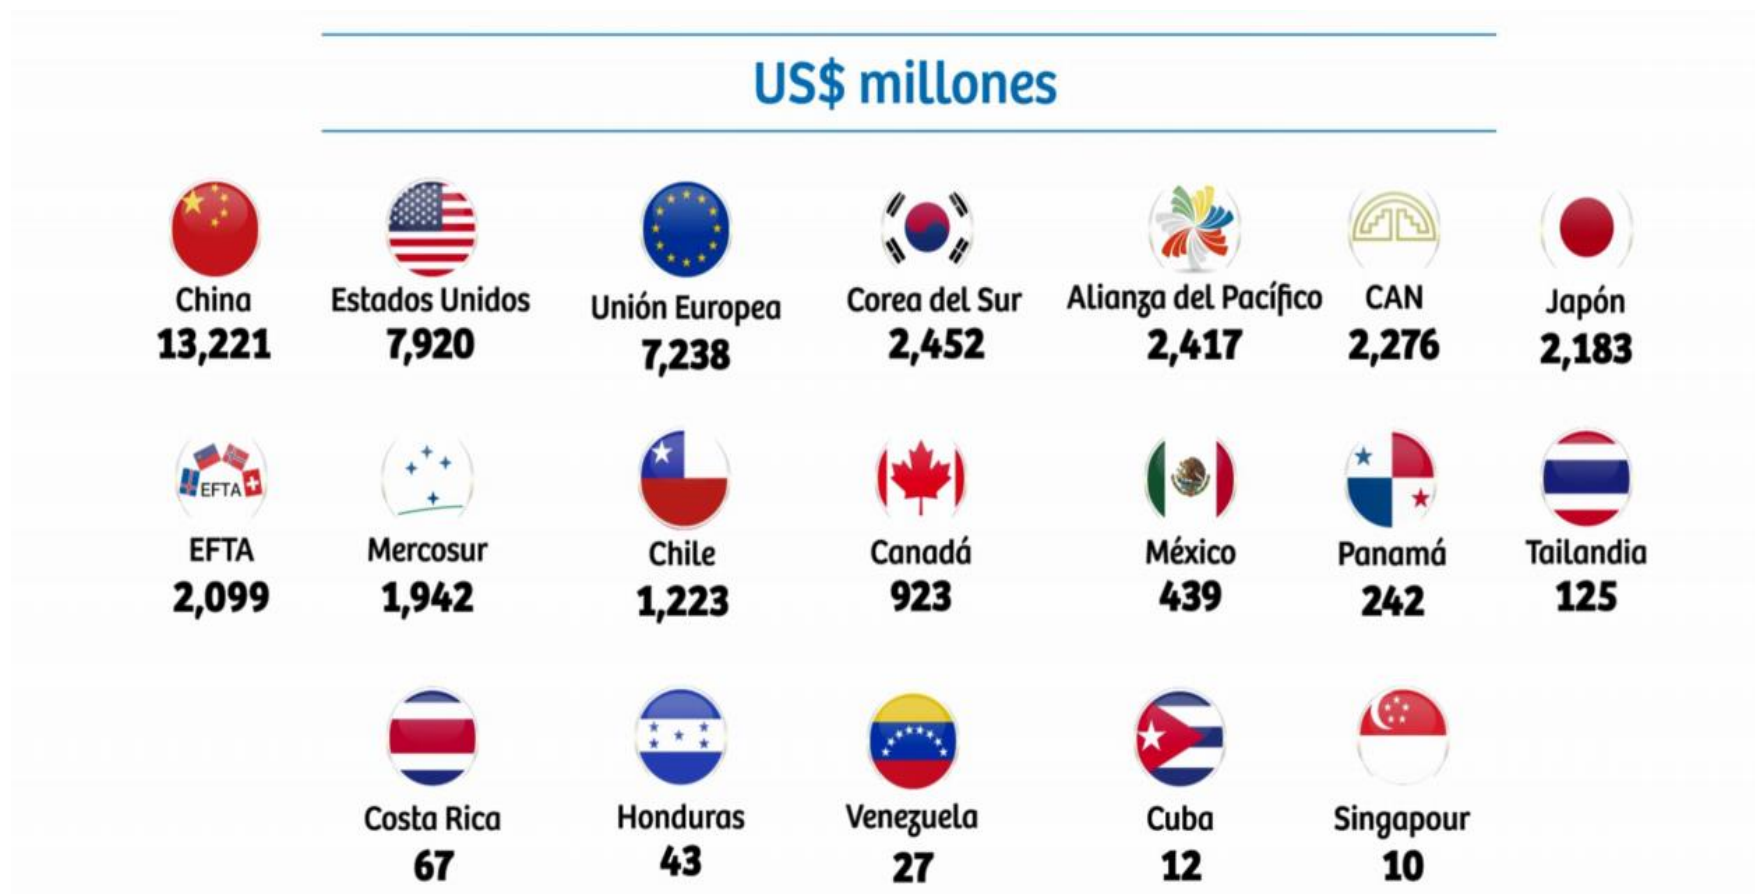 US$ millones
China
13,221
Estados Unidos
7,920
Unión Europea
7,238
Corea del Sur
2,452
Alianza del Pacífico
2,417
CAN
2,276
Japón
2,183
EFTA
EFTA
2,099
Mercosur
1,942
Chile
1,223
Canadá
923
México
439
Panamá
242
Tailandia
125
Costa Rica
67
Honduras
43
Venezuela
27
Cuba
12
Singapour
10